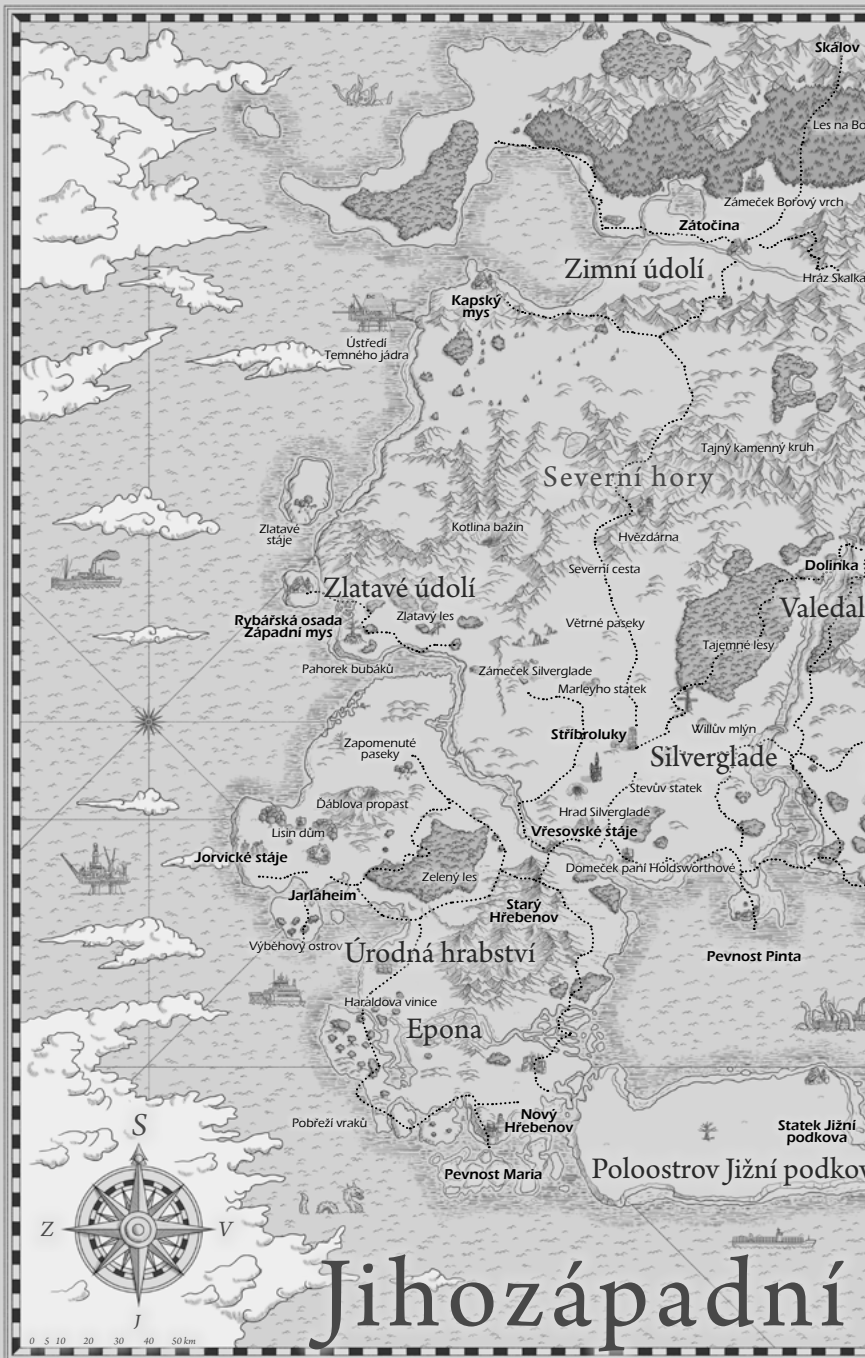 Skálov
Les na Bo
Zámeček Borový vrch
Zátočina
Zimní údolí
Hráz Skalka
Kapský
mys
Ústředí
Temného jádra
Tajný kamenný kruh
Severní hory
Zlatavé
stáje
Kotlina bažin
Hvězdárna
Severní cesta
Dolinka
Zlatavé údolí
Valedal
Rybářská osada
Západní mys
Zlatavý les
Větrné paseky
Tajemné lesy
Pahorek bubáků
Zámeček Silverglade
Marleyho statek
Stříbroluky
Willův mlýn
Zapomenuté
paseky
Silverglade
Stevův statek
Ďáblova propast
Hrad Silverglade
Lisin dům
Vřesovské stáje
Jorvické stáje
Domeček paní Holdsworthové
Zelený les
Jarlaheim
Starý
Hřebenov
Výběhový ostrov
Úrodná hrabství
Pevnost Pinta
Haraldova vinice
Epona
Pobřeží vraků
Nový
Hřebenov
Statek Jižní
podkova
Pevnost Maria
Poloostrov Jižní podkov
S
Z
V
J
Jihozápadní
0 5 10 20 30 40 50 km